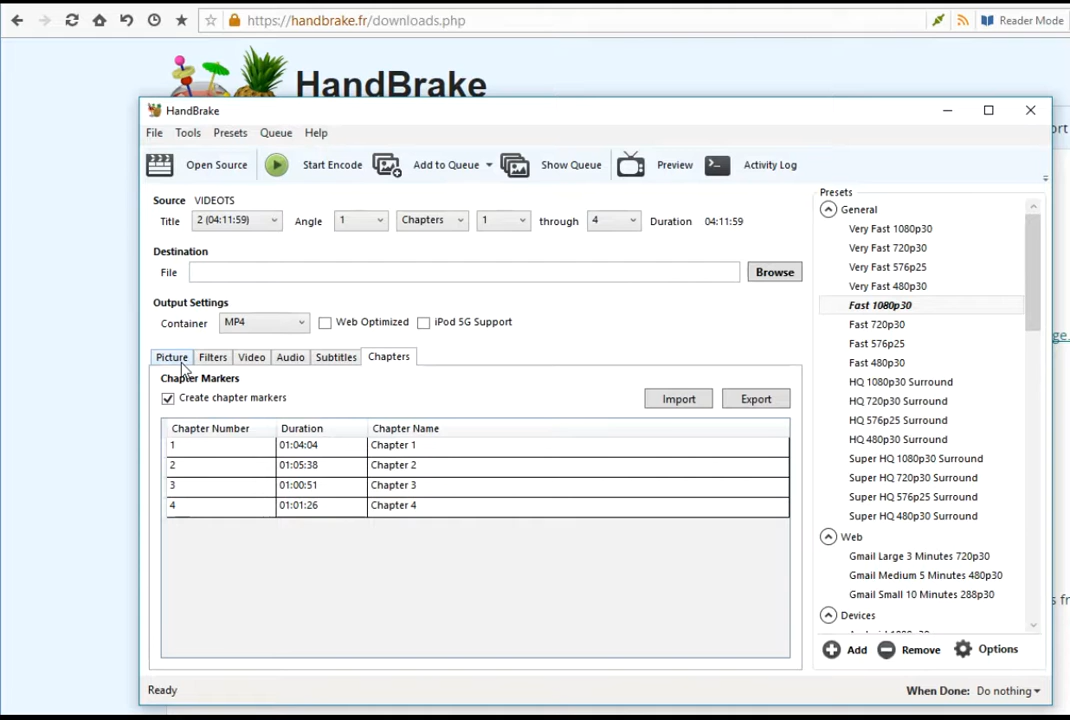 https://handbrake.fr/downloads.php
Reader Mode
HandBrake
HandBrake
ort
File Tools Presets Queue Help
Open Source Start Encode Add to Queue Show Queue Preview Activity Log
Source VIDEOTS
Title 2 (04:11:59) Angle 1 Chapters 1 through 4 Duration 04:11:59
Destination
File Browse
Output Settings
Container MP4 Web Optimized iPod 5G Support
Picture Filters Video Audio Subtitles Chapters
Chapter Markers
Create chapter markers
Import Export
Chapter Number Duration Chapter Name
1 01:04:04 Chapter 1
2 01:05:38 Chapter 2
3 01:00:51 Chapter 3
4 01:01:26 Chapter 4
Presets
General
Very Fast 1080p30
Very Fast 720p30
Very Fast 576p25
Very Fast 480p30
Fast 1080p30
Fast 720p30
Fast 576p25
Fast 480p30
HQ 1080p30 Surround
HQ 720p30 Surround
HQ 576p25 Surround
HQ 480p30 Surround
Super HQ 1080p30 Surround
Super HQ 720p30 Surround
Super HQ 576p25 Surround
Super HQ 480p30 Surround
Web
Gmail Large 3 Minutes 720p30
Gmail Medium 5 Minutes 480p30
Gmail Small 10 Minutes 288p30
Devices
Add Remove Options
ge.
s fr
Ready
When Done: Do nothing